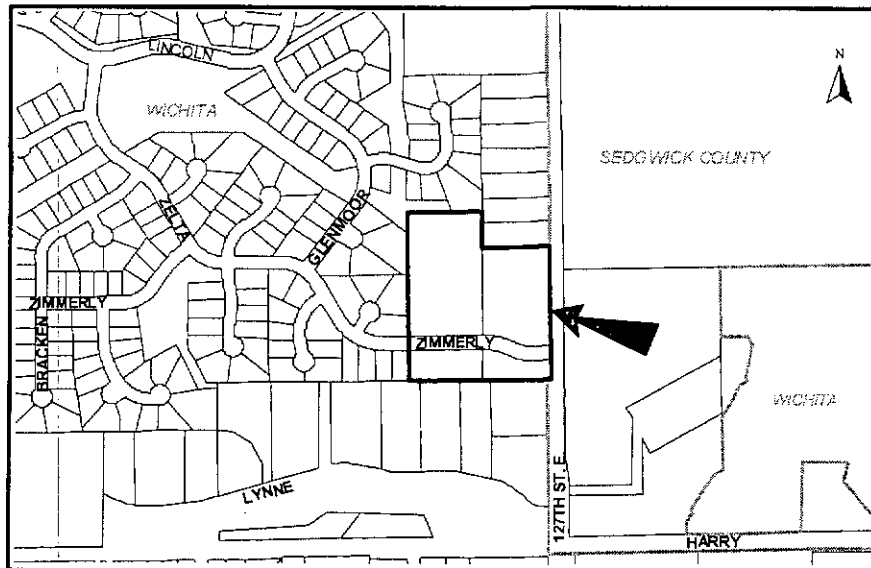 LINCOLN
N
WICHITA
SEDGWICK COUNTY
ZELTA
GLENMOOR
ZIMMERLY
ZIMMERLY
BRACKEN
WICHITA
LYNNE
127TH ST. E.
HARRY